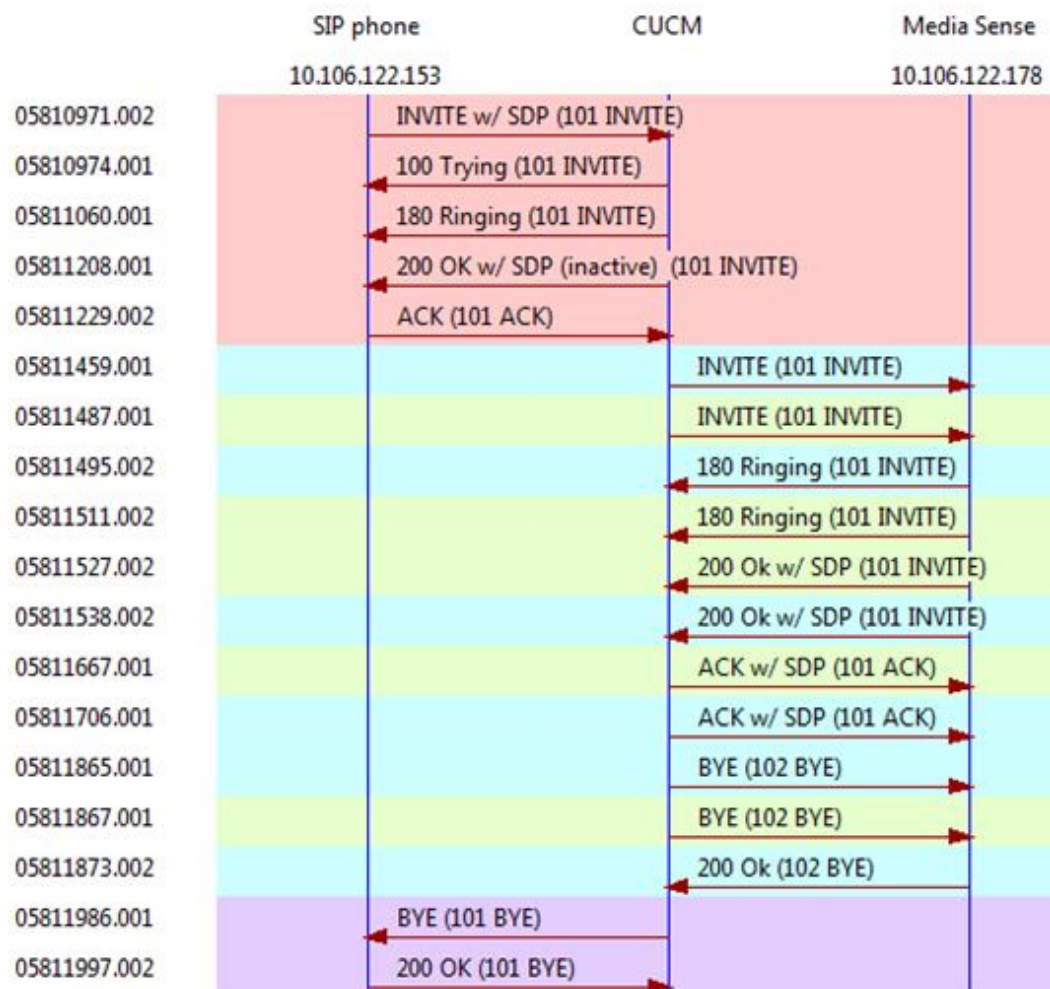 SIP phone CUCM Media Sense
10.106.122.153 10.106.122.178
05810971.002 INVITE w/ SDP (101 INVITE)
05810974.001 100 Trying (101 INVITE)
05811060.001 180 Ringing (101 INVITE)
05811208.001 200 OK w/ SDP (inactive) (101 INVITE)
05811229.002 ACK (101 ACK)
05811459.001 INVITE (101 INVITE)
05811487.001 INVITE (101 INVITE)
05811495.002 180 Ringing (101 INVITE)
05811511.002 180 Ringing (101 INVITE)
05811527.002 200 Ok w/ SDP (101 INVITE)
05811538.002 200 Ok w/ SDP (101 INVITE)
05811667.001 ACK w/ SDP (101 ACK)
05811706.001 ACK w/ SDP (101 ACK)
05811865.001 BYE (102 BYE)
05811867.001 BYE (102 BYE)
05811873.002 200 Ok (102 BYE)
05811986.001 BYE (101 BYE)
05811997.002 200 OK (101 BYE)